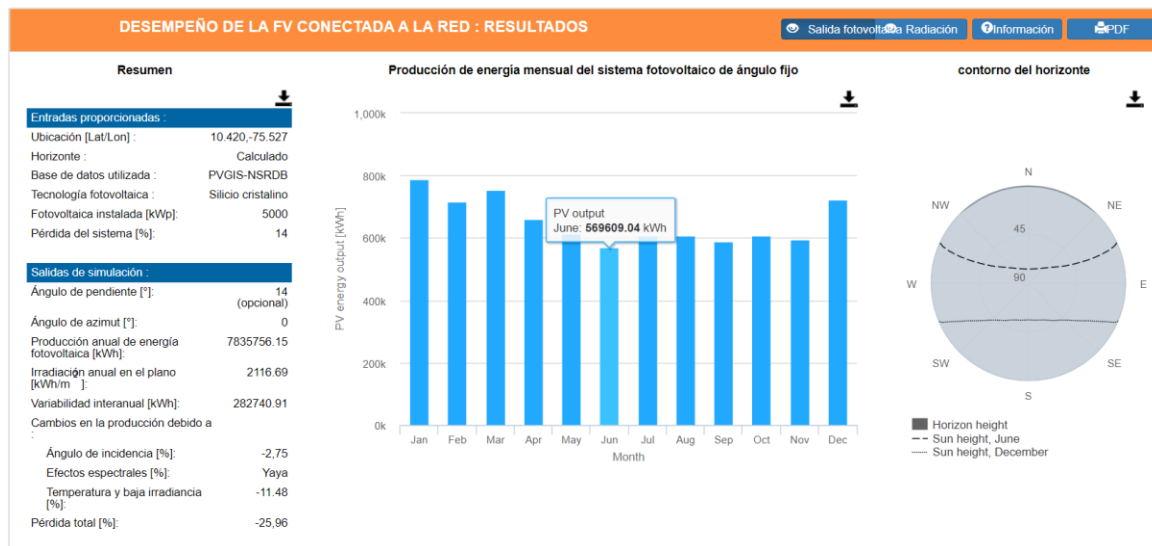 DESEMPEÑO DE LA FV CONECTADA A LA RED : RESULTADOS
Salida fotovoltaica
Radiación
Información
PDF
Resumen
Entradas proporcionadas :
Ubicación [Lat/Lon] : 10.420,-75.527
Horizonte : Calculado
Base de datos utilizada : PVGIS-NSRDB
Tecnología fotovoltaica : Silicio cristalino
Fotovoltaica instalada [kWp]: 5000
Pérdida del sistema [%]: 14
Salidas de simulación :
Ángulo de pendiente [°]: 14
(opcional)
Ángulo de azimut [°]: 0
Producción anual de energía
fotovoltaica [kWh]: 7835756.15
Irradiación anual en el plano
[kWh/m ]: 2116.69
Variabilidad interanual [kWh]: 282740.91
Cambios en la producción debido a
:
Ángulo de incidencia [%]: -2,75
Efectos espectrales [%]: Yaya
Temperatura y baja irradiancia
[%]: -11.48
Pérdida total [%]: -25,96
Producción de energía mensual del sistema fotovoltaico de ángulo fijo
PV energy output [kWh]
1,000k
800k
600k
400k
200k
0k
PV output
June: 569609.04 kWh
Jan Feb Mar Apr May Jun Jul Aug Sep Oct Nov Dec
Month
contorno del horizonte
N
NW NE
45
W 90 E
SW SE
S
Horizon height
Sun height, June
Sun height, December